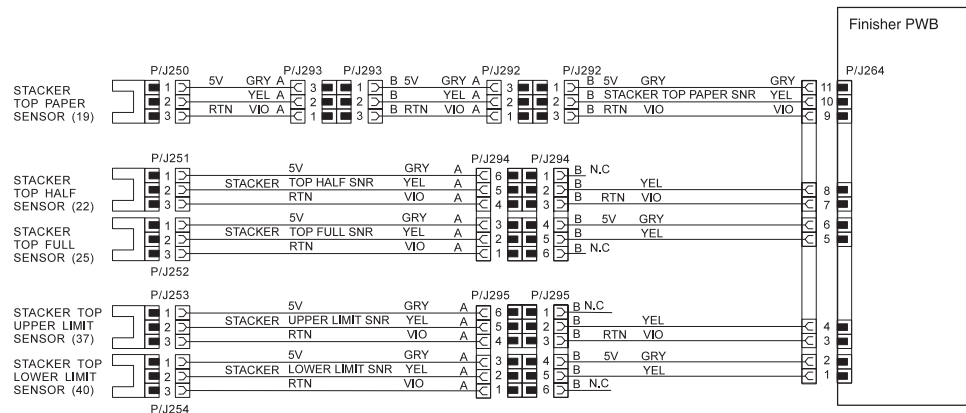 Finisher PWB
P/J250 P/J293 P/J293 P/J292 P/J292 P/J264
STACKER
TOP PAPER
SENSOR (19)
1 5V GRY A 3 1 B 5V GRY A 3 1 B 5V GRY GRY 11
2 YEL A 2 2 B YEL A 2 2 B STACKER TOP PAPER SNR YEL 10
3 RTN VIO A 1 3 B RTN VIO A 1 3 B RTN VIO VIO 9
P/J251 P/J294 P/J294
STACKER
TOP HALF
SENSOR (22)
1 5V GRY A 6 1 B N.C
2 STACKER TOP HALF SNR YEL A 5 2 B YEL 8
3 RTN VIO A 4 3 B RTN VIO 7
STACKER
TOP FULL
SENSOR (25)
1 5V GRY A 3 4 B 5V GRY 6
2 STACKER TOP FULL SNR YEL A 2 5 B YEL 5
3 RTN VIO A 1 6 B N.C
P/J252
P/J253 P/J295 P/J295
STACKER TOP
UPPER LIMIT
SENSOR (37)
1 5V GRY A 6 1 B N.C
2 STACKER UPPER LIMIT SNR YEL A 5 2 B YEL 4
3 RTN VIO A 4 3 B RTN VIO 3
STACKER TOP
LOWER LIMIT
SENSOR (40)
1 5V GRY A 3 4 B 5V GRY 2
2 STACKER LOWER LIMIT SNR YEL A 2 5 B YEL 1
3 RTN VIO A 1 6 B N.C
P/J254